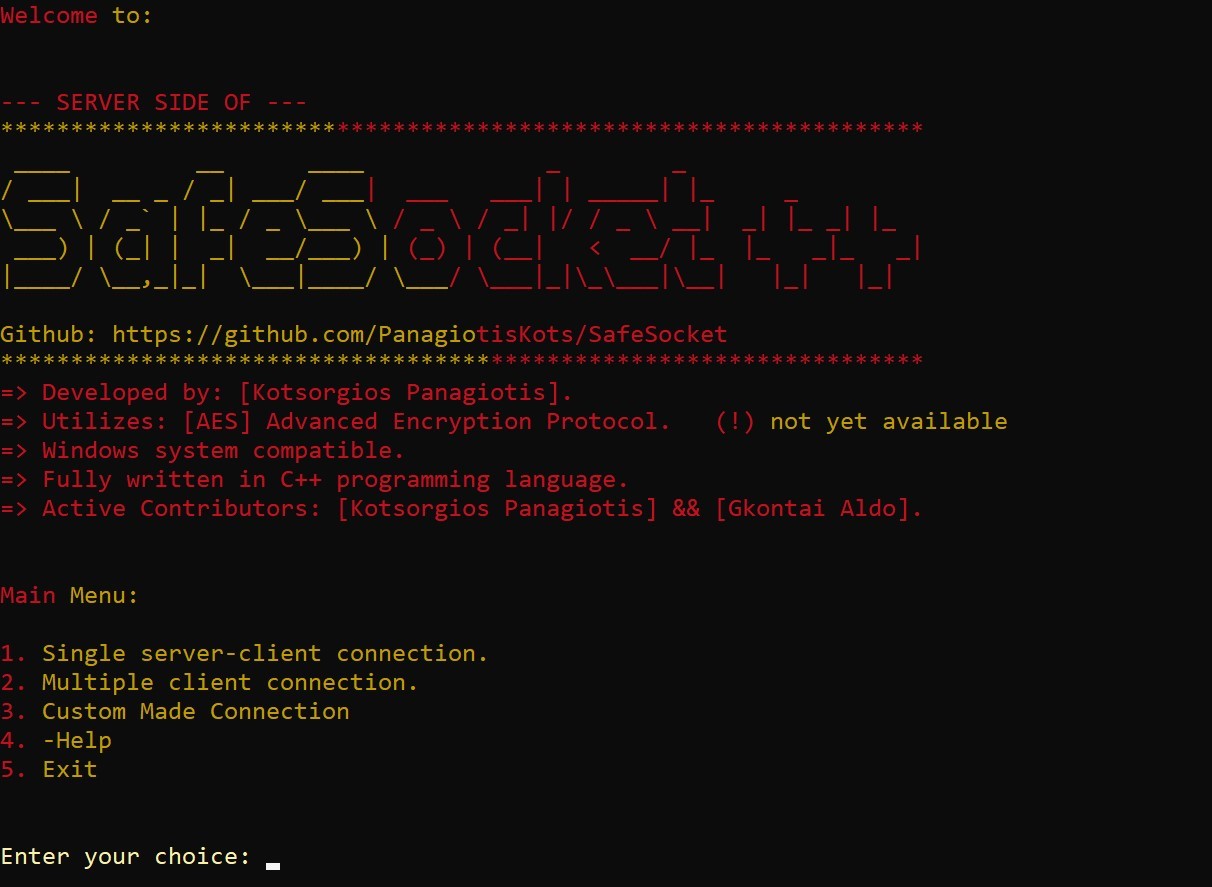 Welcome to:
--- SERVER SIDE OF ---
******************************************************************
SafeSocket ++
Github: https://github.com/PanagiotisKots/SafeSocket
******************************************************************
=> Developed by: [Kotsorgios Panagiotis].
=> Utilizes: [AES] Advanced Encryption Protocol.   (!) not yet available
=> Windows system compatible.
=> Fully written in C++ programming language.
=> Active Contributors: [Kotsorgios Panagiotis] && [Gkontai Aldo].
Main Menu:
1. Single server-client connection.
2. Multiple client connection.
3. Custom Made Connection
4. -Help
5. Exit
Enter your choice: